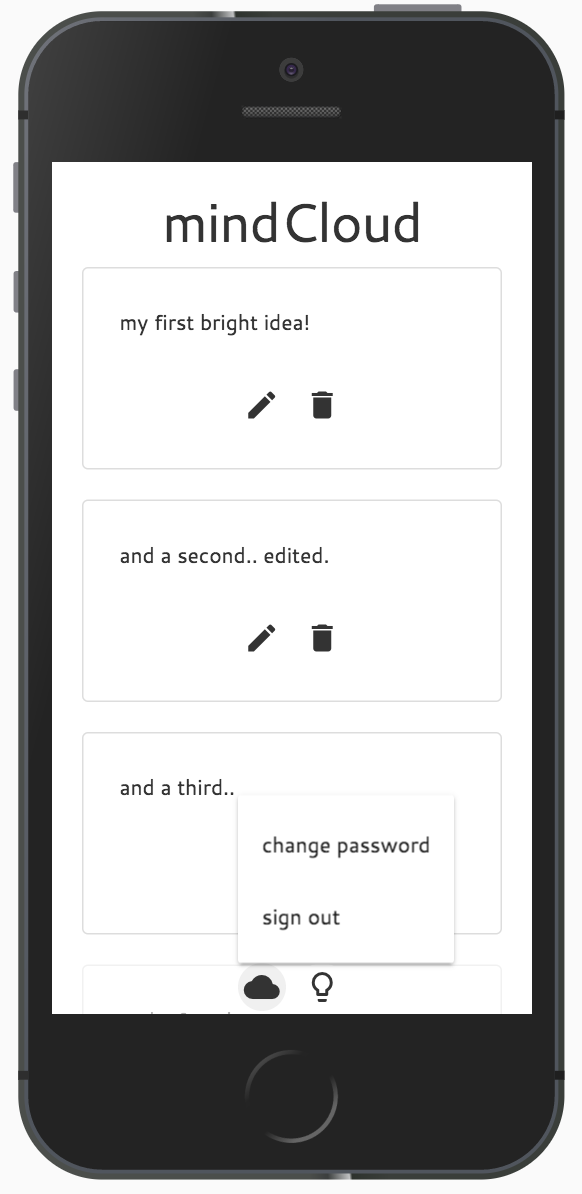 mindCloud
my first bright idea!
and a second.. edited.
and a third..
change password
sign out